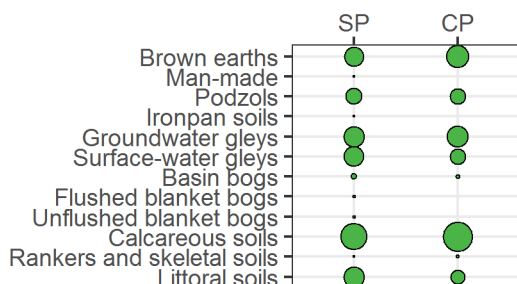 SP CP
Brown earths
Man-made
Podzols
Ironpan soils
Groundwater gleys
Surface-water gleys
Basin bogs
Flushed blanket bogs
Unflushed blanket bogs
Calcareous soils
Rankers and skeletal soils
Littoral soils